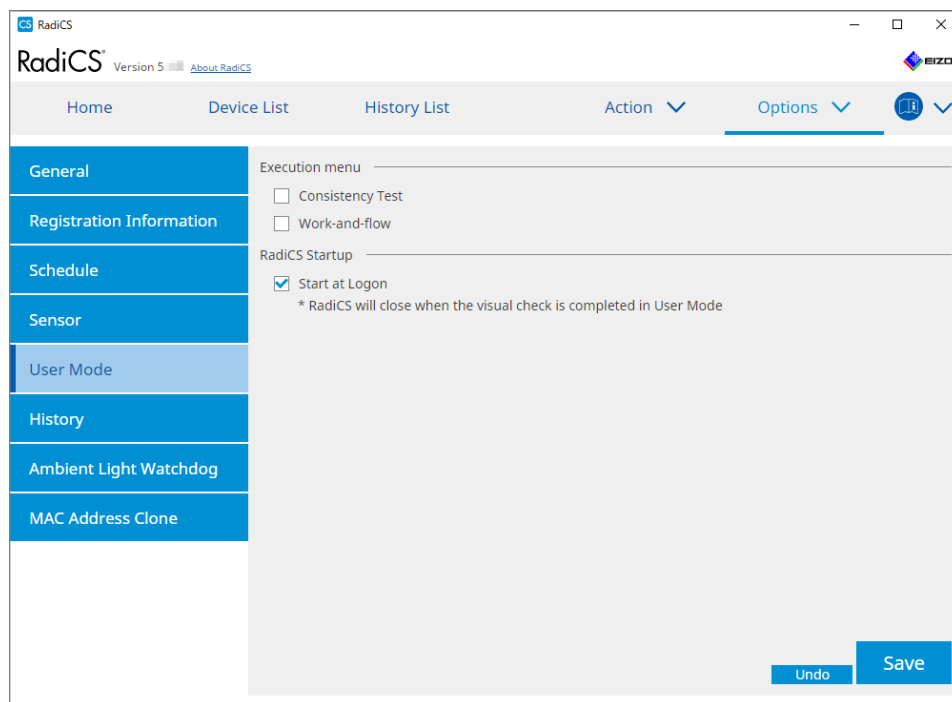 CS RadiCS
RadiCS® Version 5 About RadiCS
EIZO
Home Device List History List Action Options
General
Registration Information
Schedule
Sensor
User Mode
History
Ambient Light Watchdog
MAC Address Clone
Execution menu
Consistency Test
Work-and-flow
RadiCS Startup
Start at Logon
* RadiCS will close when the visual check is completed in User Mode
Undo
Save